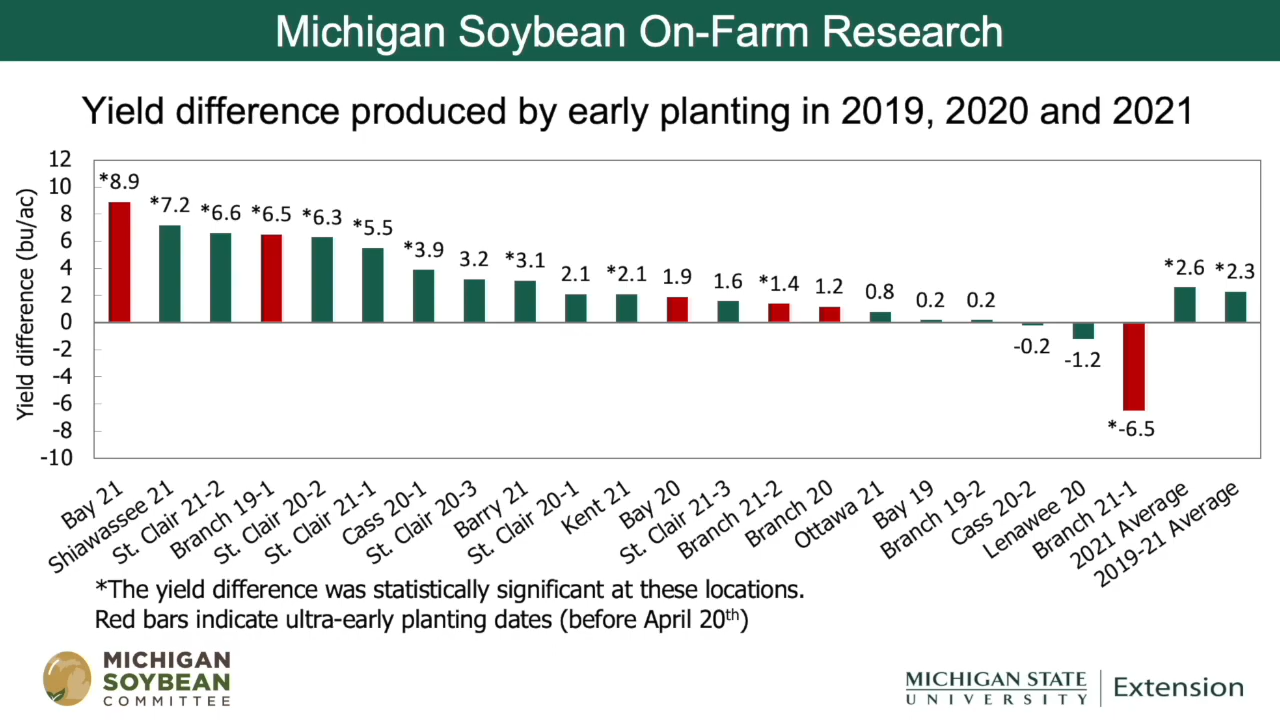 Michigan Soybean On-Farm Research
Yield difference produced by early planting in 2019, 2020 and 2021
Yield difference (bu/ac)
12
10
8
6
4
2
0
-2
-4
-6
-8
-10
*8.9
*7.2
*6.6
*6.5
*6.3
*5.5
*3.9
3.2
*3.1
2.1
*2.1
1.9
1.6
*1.4
1.2
0.8
0.2
0.2
-0.2
-1.2
*-6.5
*2.6
*2.3
Bay 21
Shiawassee 21
St. Clair 21-2
Branch 19-1
St. Clair 20-2
St. Clair 21-1
Cass 20-1
St. Clair 20-3
Barry 21
St. Clair 20-1
Kent 21
Bay 20
St. Clair 21-3
Branch 21-2
Branch 20
Ottawa 21
Bay 19
Branch 19-2
Cass 20-2
Lenawee 20
Branch 21-1
2021 Average
2019-21 Average
*The yield difference was statistically significant at these locations.
Red bars indicate ultra-early planting dates (before April 20th)
MICHIGAN
SOYBEAN
COMMITTEE
MICHIGAN STATE
UNIVERSITY
Extension